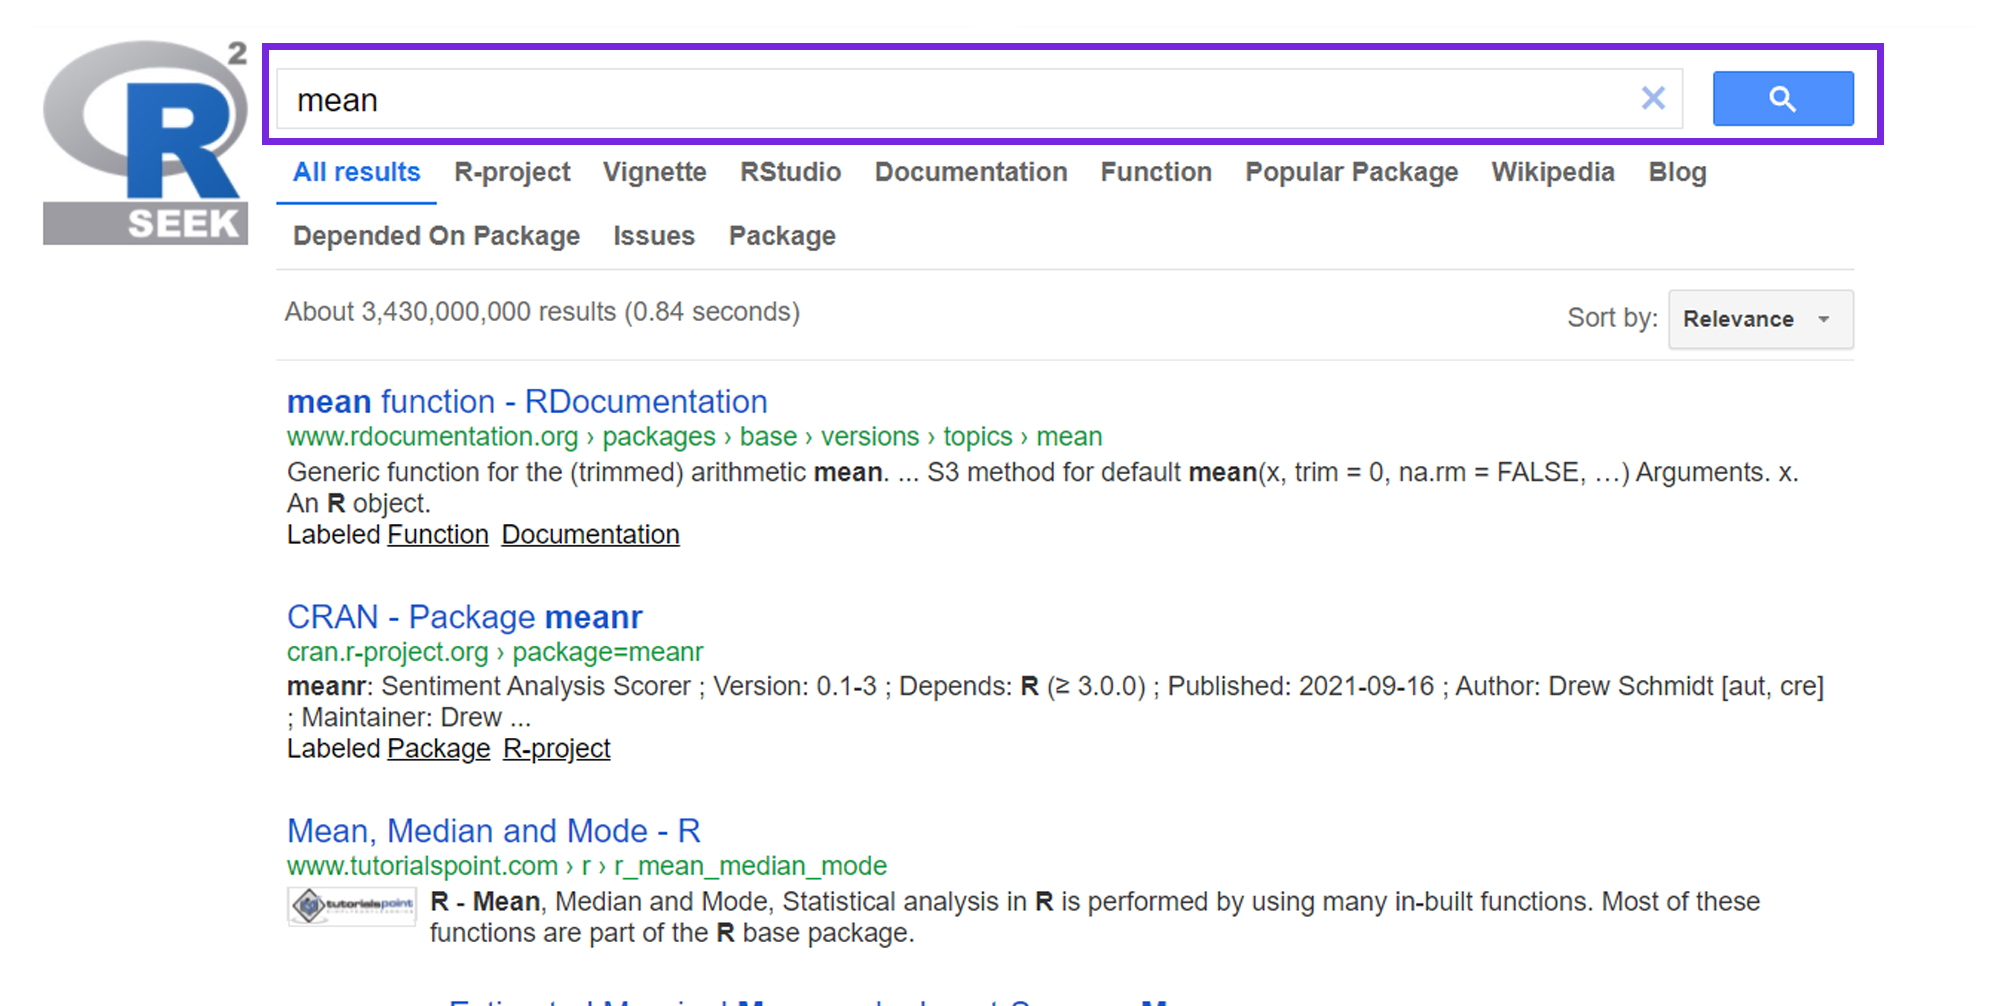 R 2
SEEK
mean
All results R-project Vignette RStudio Documentation Function Popular Package Wikipedia Blog
Depended On Package Issues Package
About 3,430,000,000 results (0.84 seconds)
Sort by: Relevance
mean function - RDocumentation
www.rdocumentation.org › packages › base › versions › topics › mean
Generic function for the (trimmed) arithmetic mean. ... S3 method for default mean(x, trim = 0, na.rm = FALSE, …) Arguments. x.
An R object.
Labeled Function Documentation
CRAN - Package meanr
cran.r-project.org › package=meanr
meanr: Sentiment Analysis Scorer ; Version: 0.1-3 ; Depends: R (≥ 3.0.0) ; Published: 2021-09-16 ; Author: Drew Schmidt [aut, cre]
; Maintainer: Drew ...
Labeled Package R-project
Mean, Median and Mode - R
www.tutorialspoint.com › r › r_mean_median_mode
tutorialspoint
R - Mean, Median and Mode, Statistical analysis in R is performed by using many in-built functions. Most of these
functions are part of the R base package.